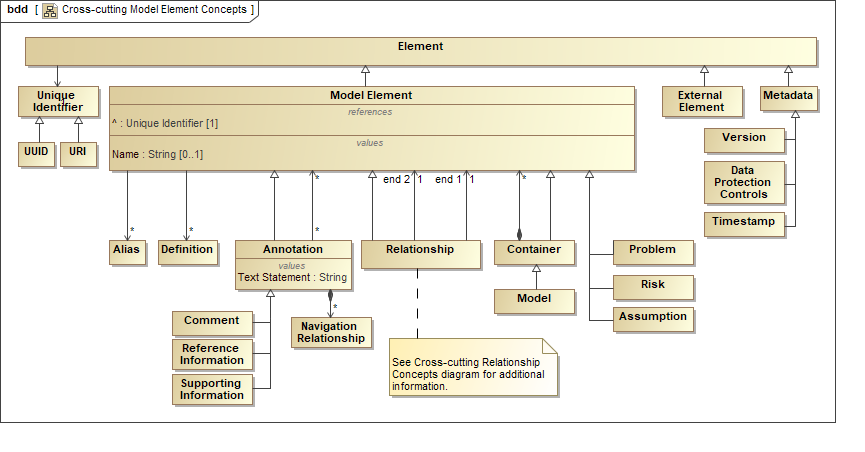 bdd [ Cross-cutting Model Element Concepts ]
Element
Unique
Identifier
UUID
URI
Model Element
references
^ : Unique Identifier [1]
values
Name : String [0..1]
External
Element
Metadata
Version
Data
Protection
Controls
Timestamp
* end 2 1 end 1 1 *
* *
Alias
Definition
Annotation
values
Text Statement : String
Relationship
Container
Model
Problem
Risk
Assumption
*
Comment
Reference
Information
Supporting
Information
Navigation
Relationship
See Cross-cutting Relationship
Concepts diagram for additional
information.